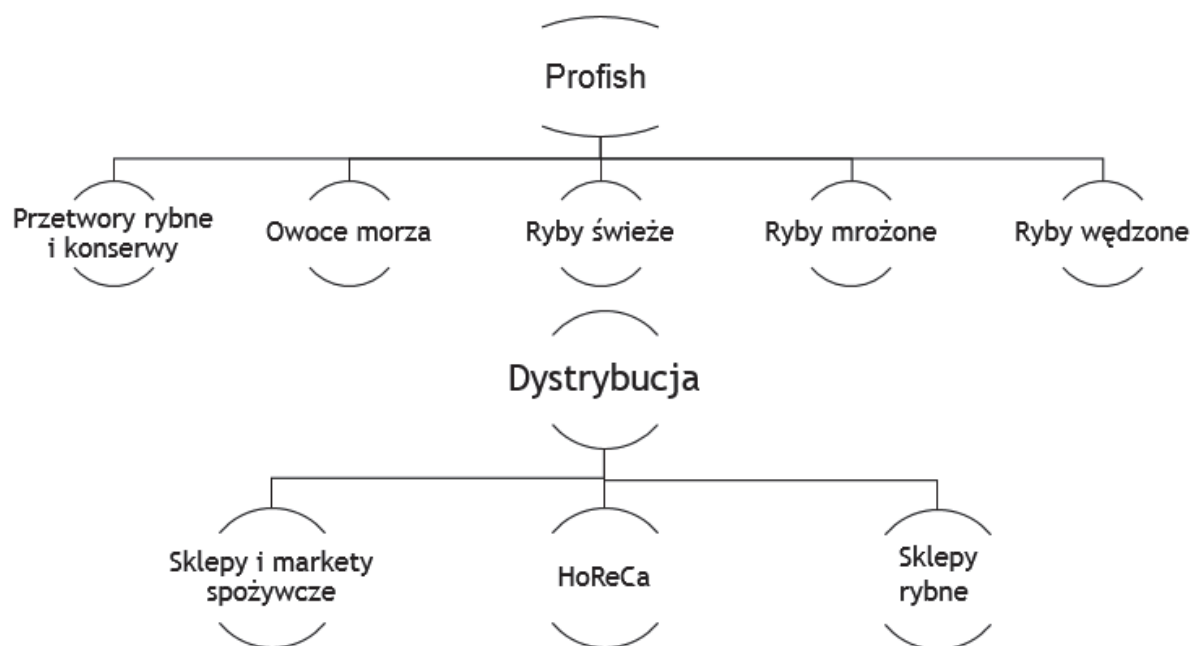 Profish
Przetwory rybne
i konserwy
Owoce morza
Ryby świeże
Ryby mrożone
Ryby wędzone
Dystrybucja
Sklepy i markety
spożywcze
HoReCa
Sklepy
rybne